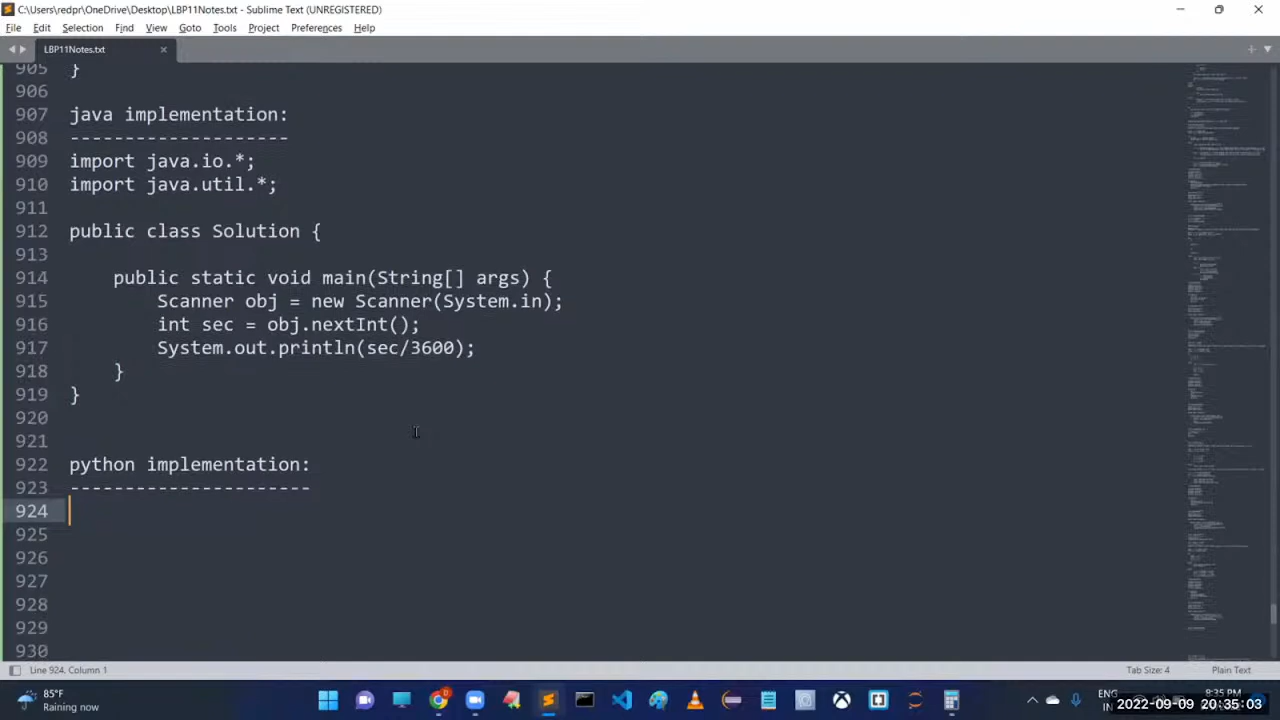 C:\Users\redpr\OneDrive\Desktop\LBP11Notes.txt - Sublime Text (UNREGISTERED)
File Edit Selection Find View Goto Tools Project Preferences Help
LBP11Notes.txt
905 }
906
907 java implementation:
908 --------------------
909 import java.io.*;
910 import java.util.*;
911
912 public class Solution {
913
914 public static void main(String[] args) {
915 Scanner obj = new Scanner(System.in);
916 int sec = obj.nextInt();
917 System.out.println(sec/3600);
918 }
919 }
920
921
922 python implementation:
923 ----------------------
924
925
926
927
928
929
930
Line 924, Column 1 Tab Size: 4 Plain Text
85°F
Raining now
ENG
IN
8:35 PM
2022-09-09 20:35:03